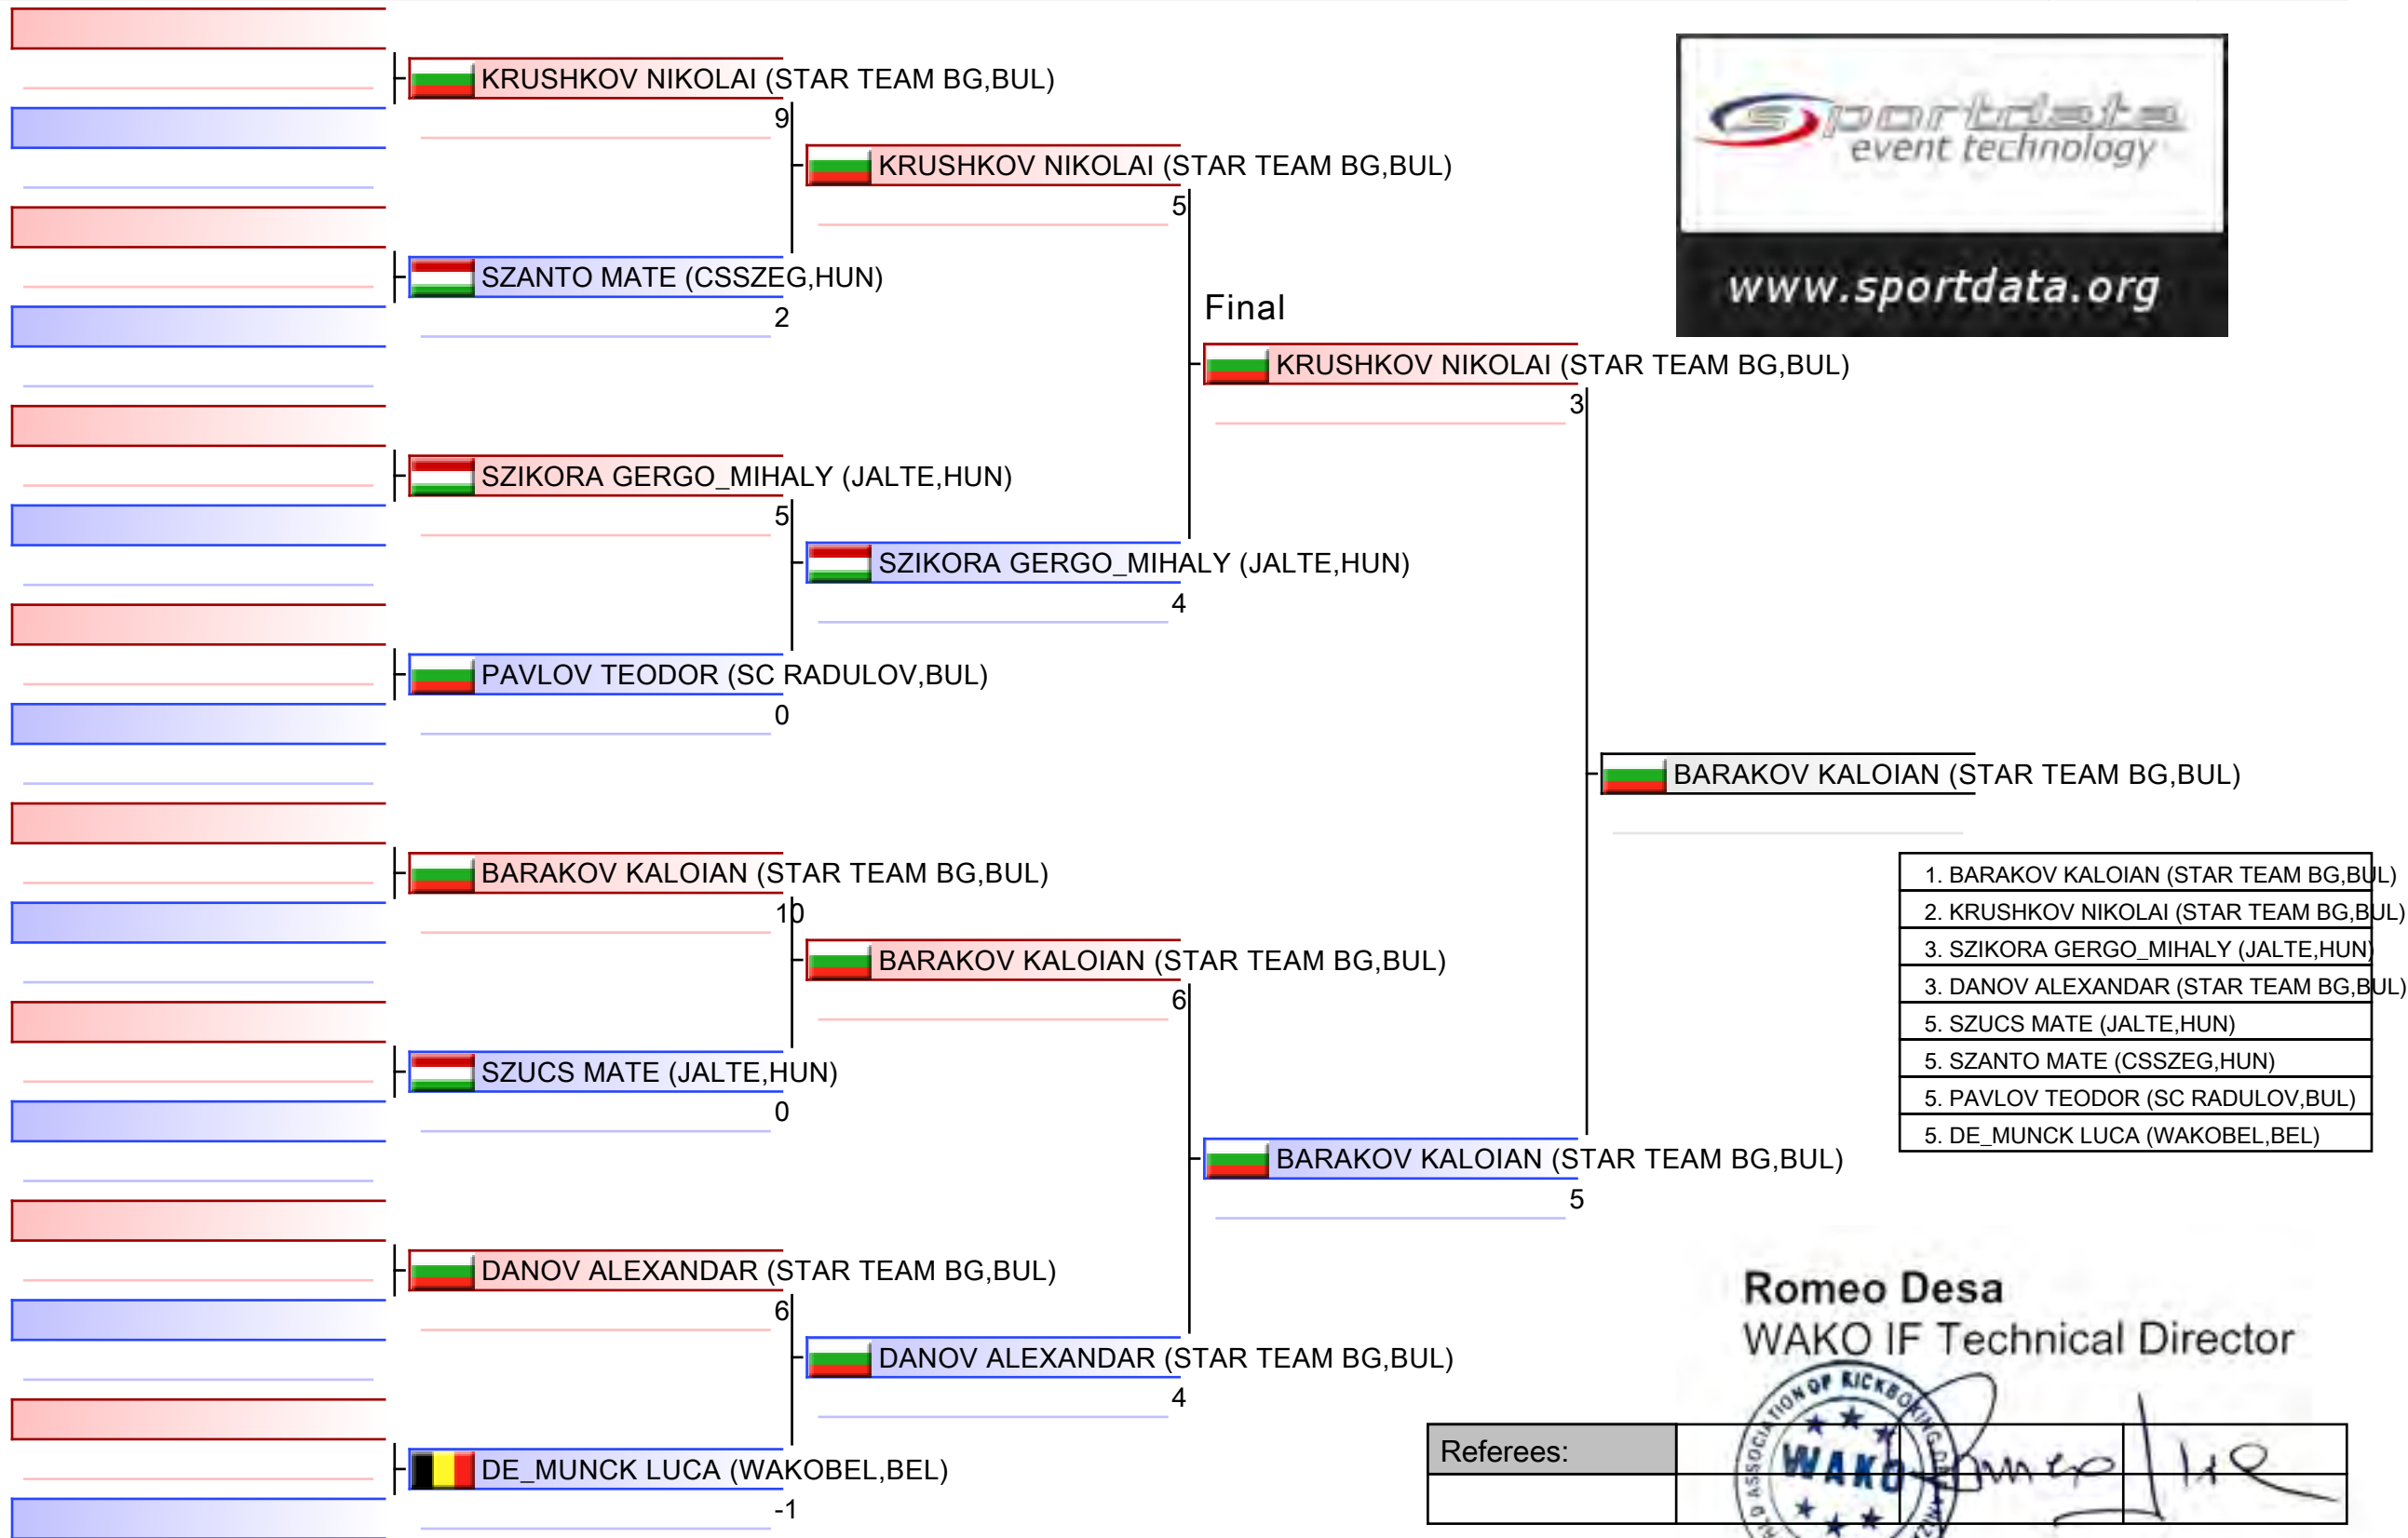 KRUSHKOV NIKOLAI (STAR TEAM BG,BUL)
9
SZANTO MATE (CSSZEG,HUN)
2
SZIKORA GERGO_MIHALY (JALTE,HUN)
5
PAVLOV TEODOR (SC RADULOV,BUL)
0
BARAKOV KALOIAN (STAR TEAM BG,BUL)
10
SZUCS MATE (JALTE,HUN)
0
DANOV ALEXANDAR (STAR TEAM BG,BUL)
6
DE_MUNCK LUCA (WAKOBEL,BEL)
-1
KRUSHKOV NIKOLAI (STAR TEAM BG,BUL)
5
SZIKORA GERGO_MIHALY (JALTE,HUN)
4
BARAKOV KALOIAN (STAR TEAM BG,BUL)
6
DANOV ALEXANDAR (STAR TEAM BG,BUL)
4
Final
KRUSHKOV NIKOLAI (STAR TEAM BG,BUL)
3
BARAKOV KALOIAN (STAR TEAM BG,BUL)
5
BARAKOV KALOIAN (STAR TEAM BG,BUL)
sportdata
event technology
www.sportdata.org
1. BARAKOV KALOIAN (STAR TEAM BG,BUL)
2. KRUSHKOV NIKOLAI (STAR TEAM BG,BUL)
3. SZIKORA GERGO_MIHALY (JALTE,HUN)
3. DANOV ALEXANDAR (STAR TEAM BG,BUL)
5. SZUCS MATE (JALTE,HUN)
5. SZANTO MATE (CSSZEG,HUN)
5. PAVLOV TEODOR (SC RADULOV,BUL)
5. DE_MUNCK LUCA (WAKOBEL,BEL)
Romeo Desa
WAKO IF Technical Director
Referees:
ASSOCIATION OF KICKBOXING
WAKO